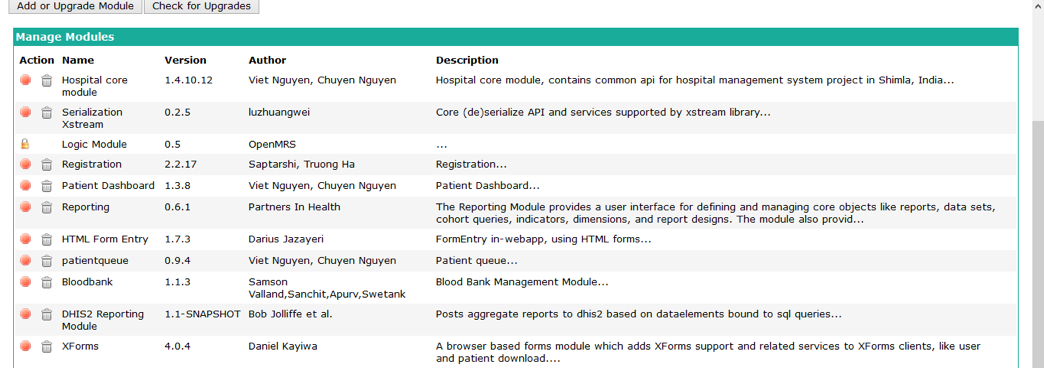 Add or Upgrade Module Check for Upgrades
Manage Modules
Action Name Version Author Description
Hospital core module 1.4.10.12 Viet Nguyen, Chuyen Nguyen Hospital core module, contains common api for hospital management system project in Shimla, India...
Serialization Xstream 0.2.5 luzhuangwei Core (de)serialize API and services supported by xstream library...
Logic Module 0.5 OpenMRS ...
Registration 2.2.17 Saptarshi, Truong Ha Registration...
Patient Dashboard 1.3.8 Viet Nguyen, Chuyen Nguyen Patient Dashboard...
Reporting 0.6.1 Partners In Health The Reporting Module provides a user interface for defining and managing core objects like reports, data sets,
cohort queries, indicators, dimensions, and report designs. The module also provid...
HTML Form Entry 1.7.3 Darius Jazayeri FormEntry in-webapp, using HTML forms...
patientqueue 0.9.4 Viet Nguyen, Chuyen Nguyen Patient queue...
Bloodbank 1.1.3 Samson Valland,Sanchit,Apurv,Swetank Blood Bank Management Module...
DHIS2 Reporting Module 1.1-SNAPSHOT Bob Jolliffe et al. Posts aggregate reports to dhis2 based on dataelements bound to sql queries...
XForms 4.0.4 Daniel Kayiwa A browser based forms module which adds XForms support and related services to XForms clients, like user
and patient download....